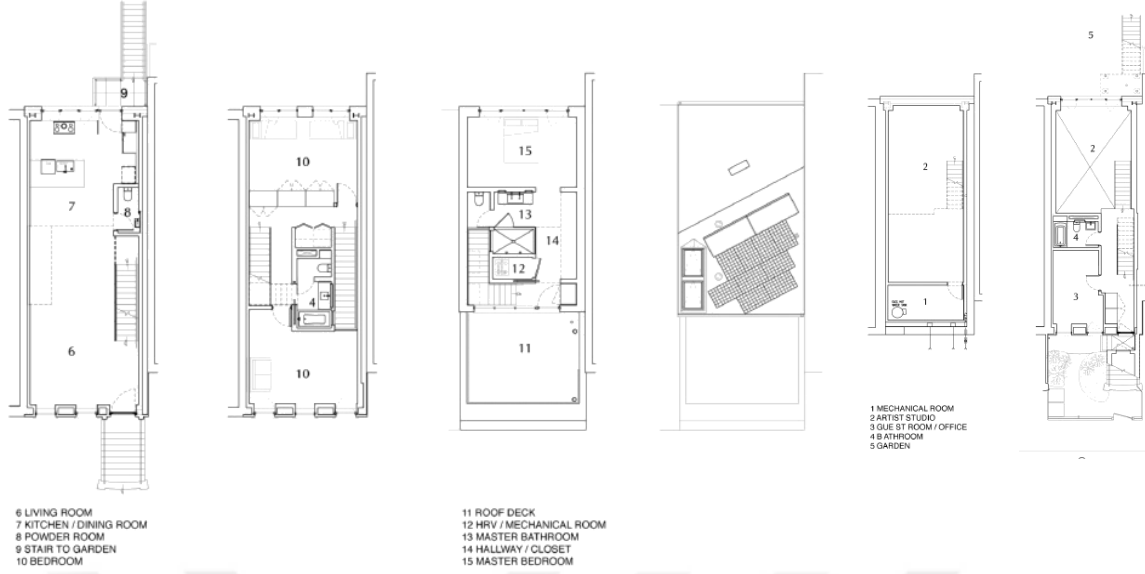 5
9
10
15
2
2
7
8
13
14
12
4
4
3
1
6
10
11
1 MECHANICAL ROOM
2 ARTIST STUDIO
3 GUE ST ROOM / OFFICE
4 B ATHROOM
5 GARDEN
6 LIVING ROOM
7 KITCHEN / DINING ROOM
8 POWDER ROOM
9 STAIR TO GARDEN
10 BEDROOM
11 ROOF DECK
12 HRV / MECHANICAL ROOM
13 MASTER BATHROOM
14 HALLWAY / CLOSET
15 MASTER BEDROOM